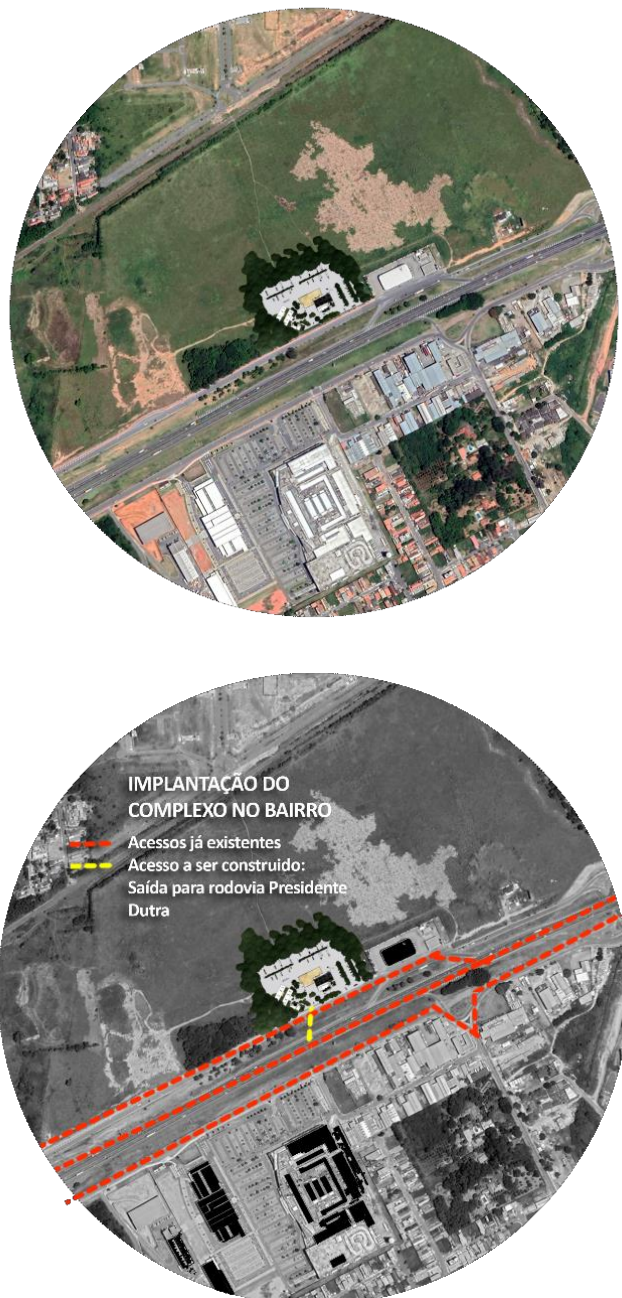 IMPLANTAÇÃO DO
COMPLEXO NO BAIRRO
Acessos já existentes
Acesso a ser construido:
Saída para rodovia Presidente
Dutra